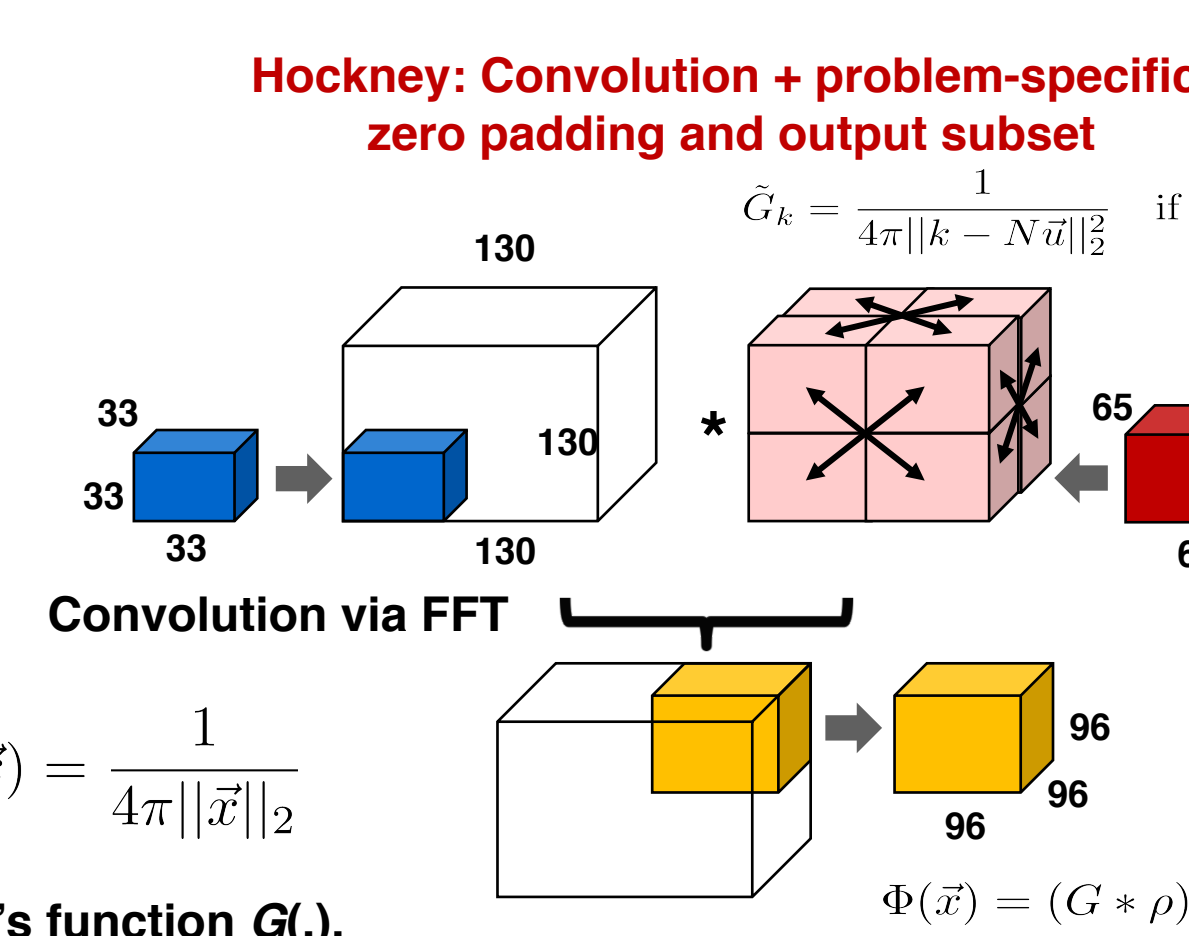 Hockney: Convolution + problem-specific
zero padding and output subset
G̃_k = 1 / (4π||k − Nu⃗||₂²) if
130
33
33
33
130
130
*
65
Convolution via FFT
) = 1 / (4π||x⃗||₂)
96
96
96
Φ(x⃗) = (G * ρ)
's function G(.).